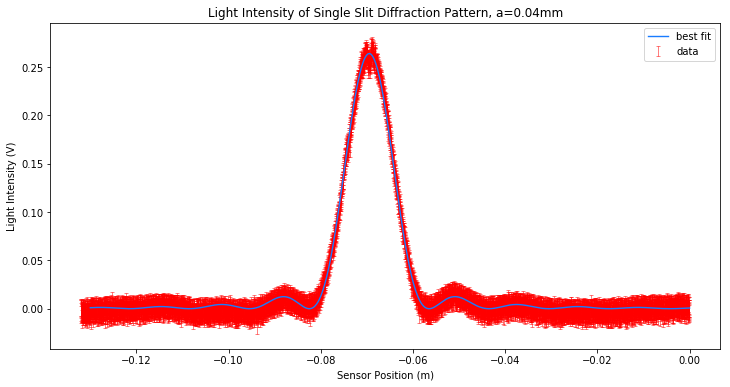 Light Intensity of Single Slit Diffraction Pattern, a=0.04mm
best fit
data
0.25
0.20
0.15
0.10
0.05
0.00
Light Intensity (V)
−0.12 −0.10 −0.08 −0.06 −0.04 −0.02 0.00
Sensor Position (m)